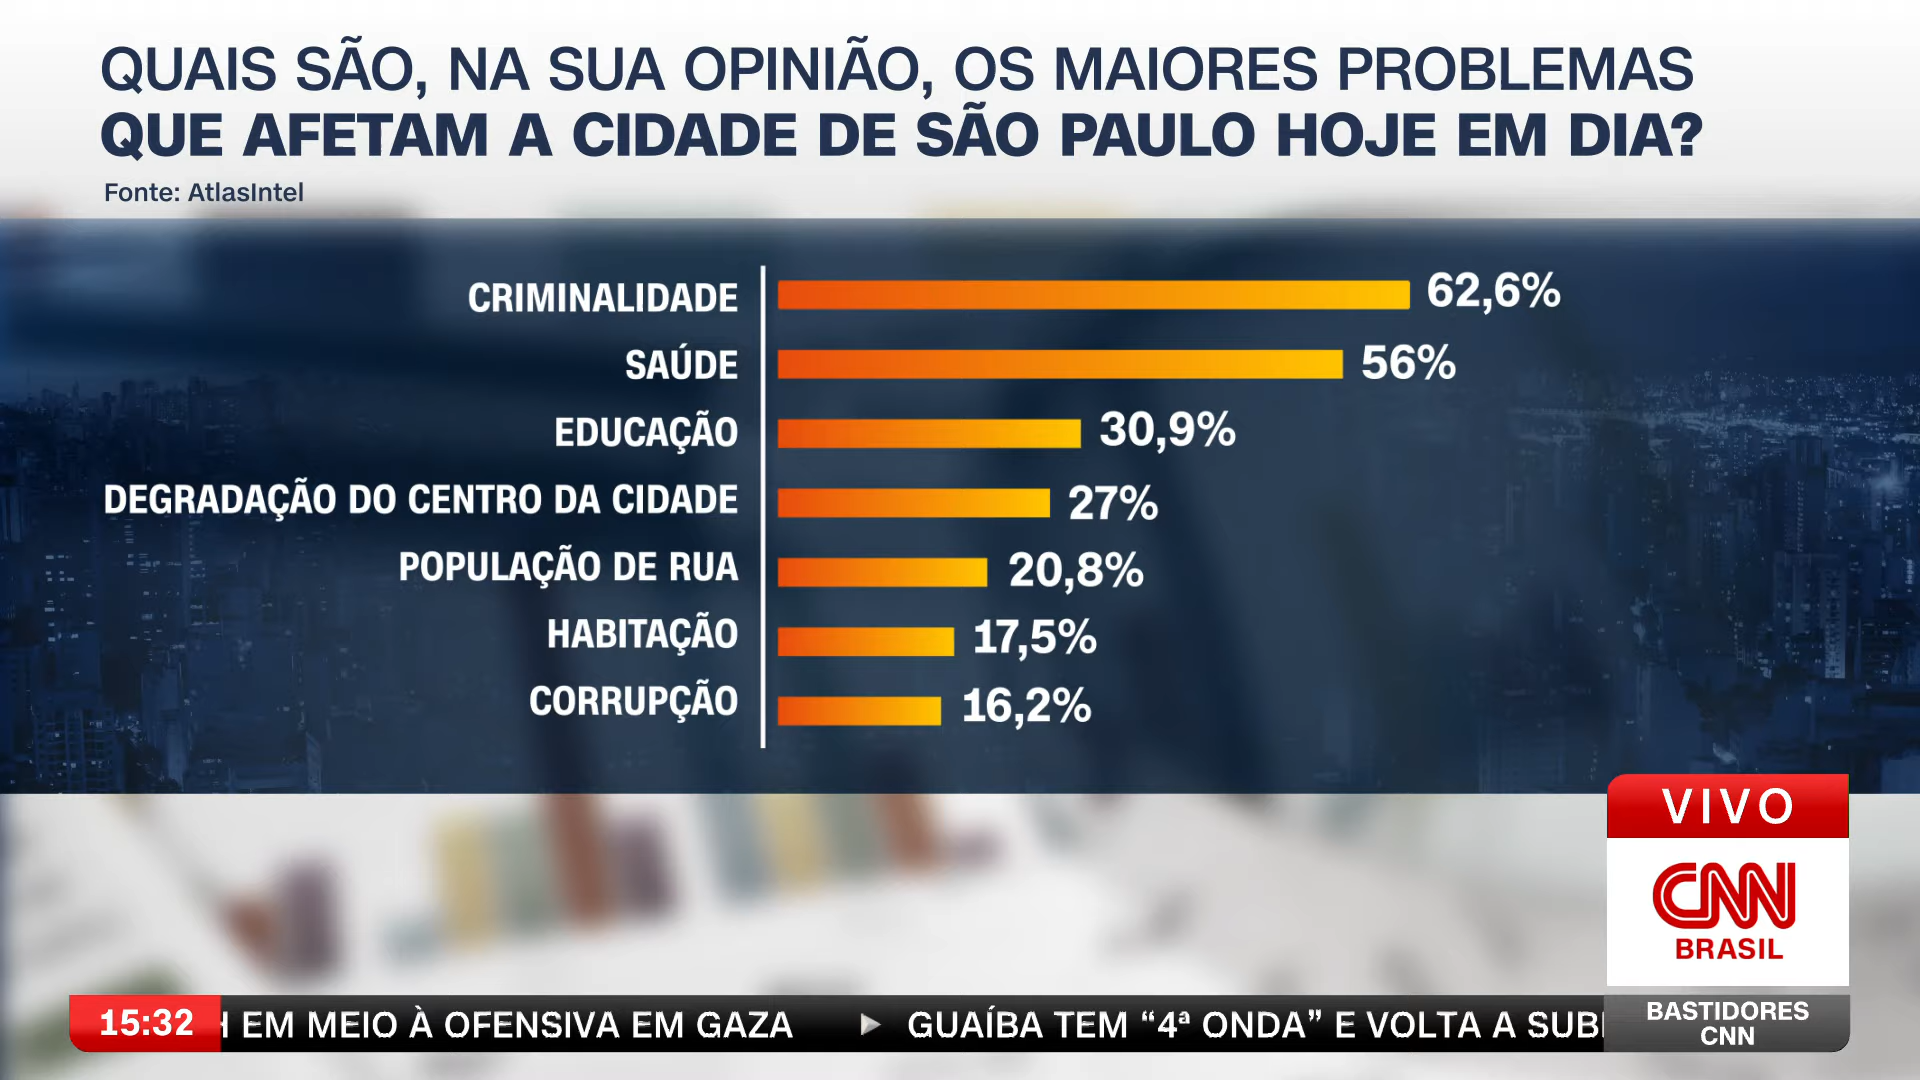 QUAIS SÃO, NA SUA OPINIÃO, OS MAIORES PROBLEMAS
QUE AFETAM A CIDADE DE SÃO PAULO HOJE EM DIA?
Fonte: AtlasIntel
CRIMINALIDADE 62,6%
SAÚDE 56%
EDUCAÇÃO 30,9%
DEGRADAÇÃO DO CENTRO DA CIDADE 27%
POPULAÇÃO DE RUA 20,8%
HABITAÇÃO 17,5%
CORRUPÇÃO 16,2%
VIVO
CNN
BRASIL
15:32 EM MEIO À OFENSIVA EM GAZA GUAÍBA TEM “4ª ONDA” E VOLTA A
BASTIDORES
CNN